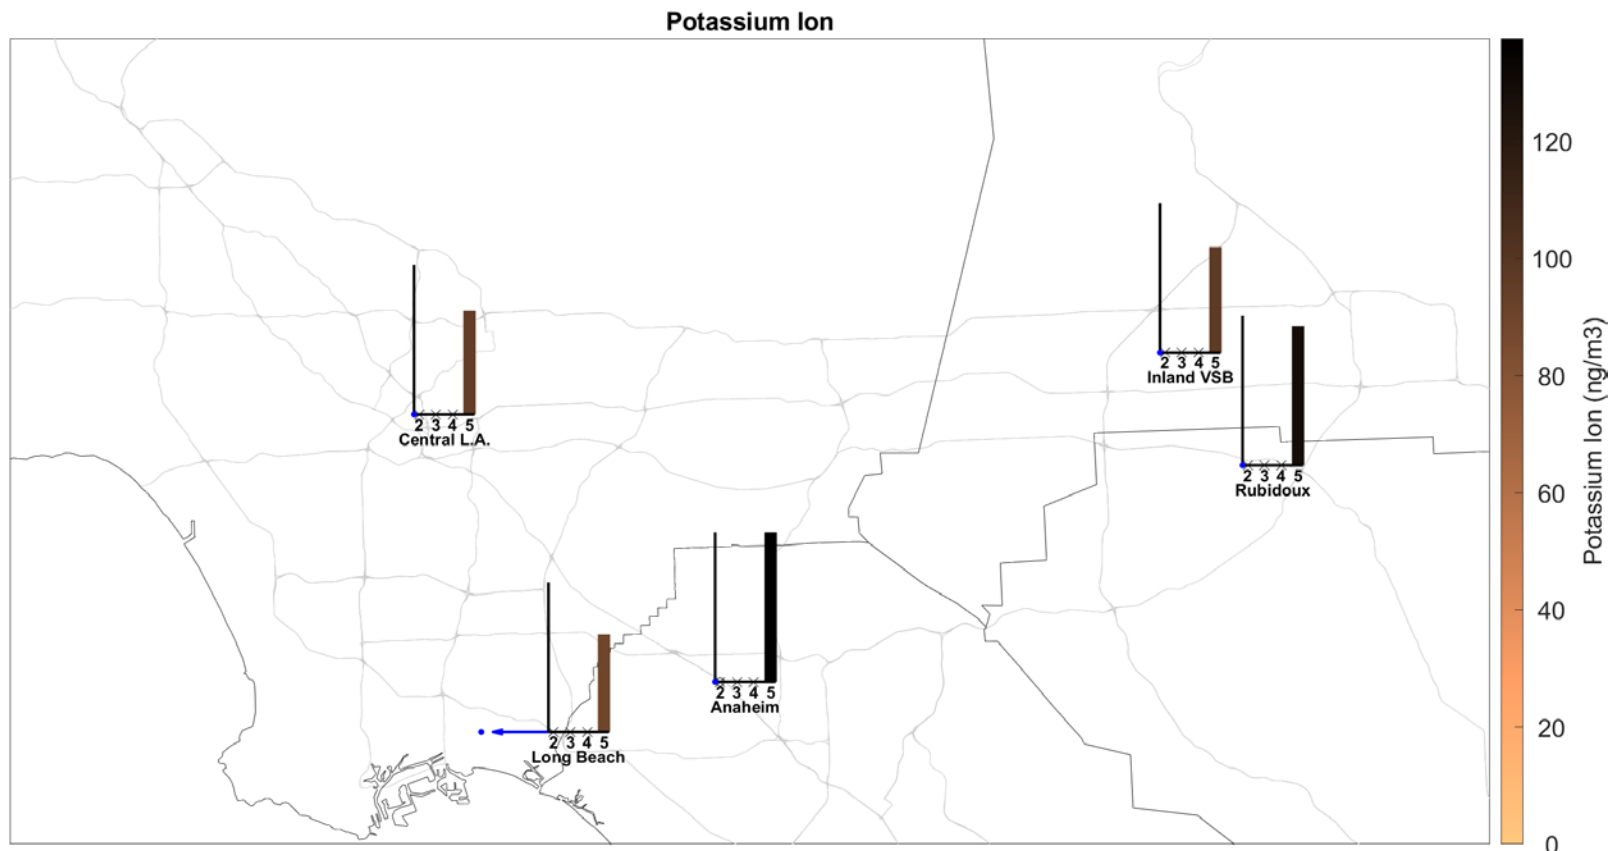 Potassium Ion
120
100
80
60
40
20
0
Potassium Ion (ng/m3)
2 3 4 5
Inland VSB
2 3 4 5
Central L.A.
2 3 4 5
Rubidoux
2 3 4 5
Anaheim
2 3 4 5
Long Beach